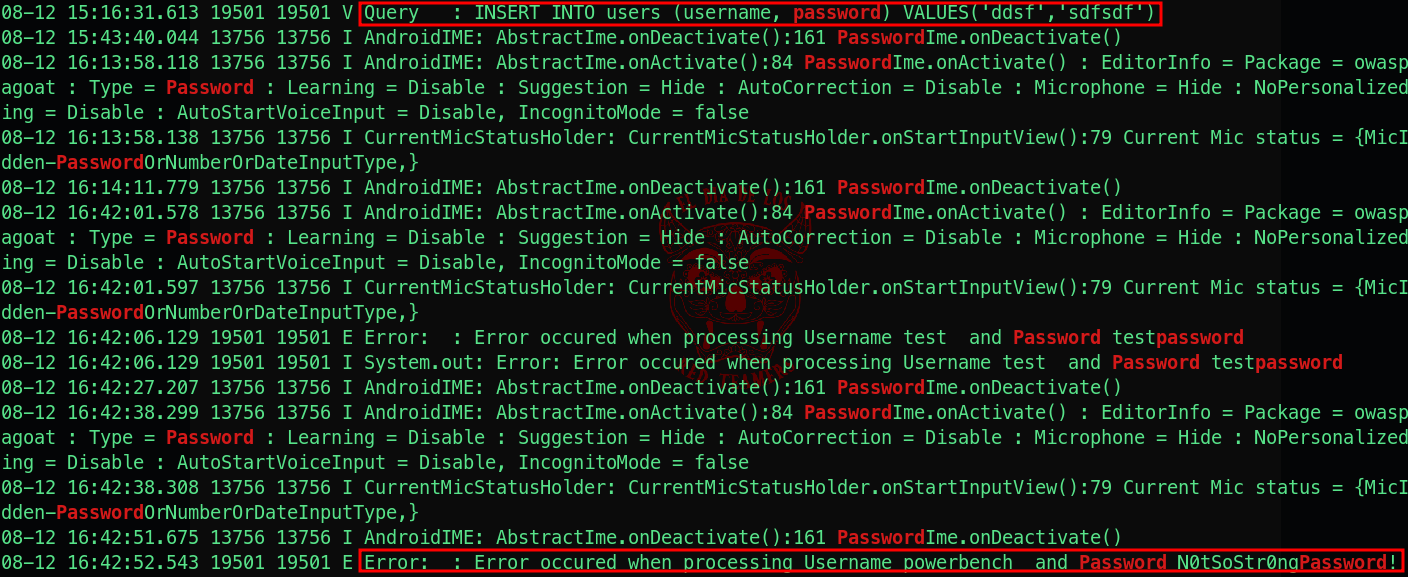 08-12 15:16:31.613 19501 19501 V Query   : INSERT INTO users (username, password) VALUES('ddsf','sdfsdf')
08-12 15:43:40.044 13756 13756 I AndroidIME: AbstractIme.onDeactivate():161 PasswordIme.onDeactivate()
08-12 16:13:58.118 13756 13756 I AndroidIME: AbstractIme.onActivate():84 PasswordIme.onActivate() : EditorInfo = Package = owasp
agoat : Type = Password : Learning = Disable : Suggestion = Hide : AutoCorrection = Disable : Microphone = Hide : NoPersonalized
ing = Disable : AutoStartVoiceInput = Disable, IncognitoMode = false
08-12 16:13:58.138 13756 13756 I CurrentMicStatusHolder: CurrentMicStatusHolder.onStartInputView():79 Current Mic status = {MicI
dden-PasswordOrNumberOrDateInputType,}
08-12 16:14:11.779 13756 13756 I AndroidIME: AbstractIme.onDeactivate():161 PasswordIme.onDeactivate()
08-12 16:42:01.578 13756 13756 I AndroidIME: AbstractIme.onActivate():84 PasswordIme.onActivate() : EditorInfo = Package = owasp
agoat : Type = Password : Learning = Disable : Suggestion = Hide : AutoCorrection = Disable : Microphone = Hide : NoPersonalized
ing = Disable : AutoStartVoiceInput = Disable, IncognitoMode = false
08-12 16:42:01.597 13756 13756 I CurrentMicStatusHolder: CurrentMicStatusHolder.onStartInputView():79 Current Mic status = {MicI
dden-PasswordOrNumberOrDateInputType,}
08-12 16:42:06.129 19501 19501 E Error:  : Error occured when processing Username test  and Password testpassword
08-12 16:42:06.129 19501 19501 I System.out: Error: Error occured when processing Username test  and Password testpassword
08-12 16:42:27.207 13756 13756 I AndroidIME: AbstractIme.onDeactivate():161 PasswordIme.onDeactivate()
08-12 16:42:38.299 13756 13756 I AndroidIME: AbstractIme.onActivate():84 PasswordIme.onActivate() : EditorInfo = Package = owasp
agoat : Type = Password : Learning = Disable : Suggestion = Hide : AutoCorrection = Disable : Microphone = Hide : NoPersonalized
ing = Disable : AutoStartVoiceInput = Disable, IncognitoMode = false
08-12 16:42:38.308 13756 13756 I CurrentMicStatusHolder: CurrentMicStatusHolder.onStartInputView():79 Current Mic status = {MicI
dden-PasswordOrNumberOrDateInputType,}
08-12 16:42:51.675 13756 13756 I AndroidIME: AbstractIme.onDeactivate():161 PasswordIme.onDeactivate()
08-12 16:42:52.543 19501 19501 E Error:  : Error occured when processing Username powerbench  and Password N0tSoStr0ngPassword!